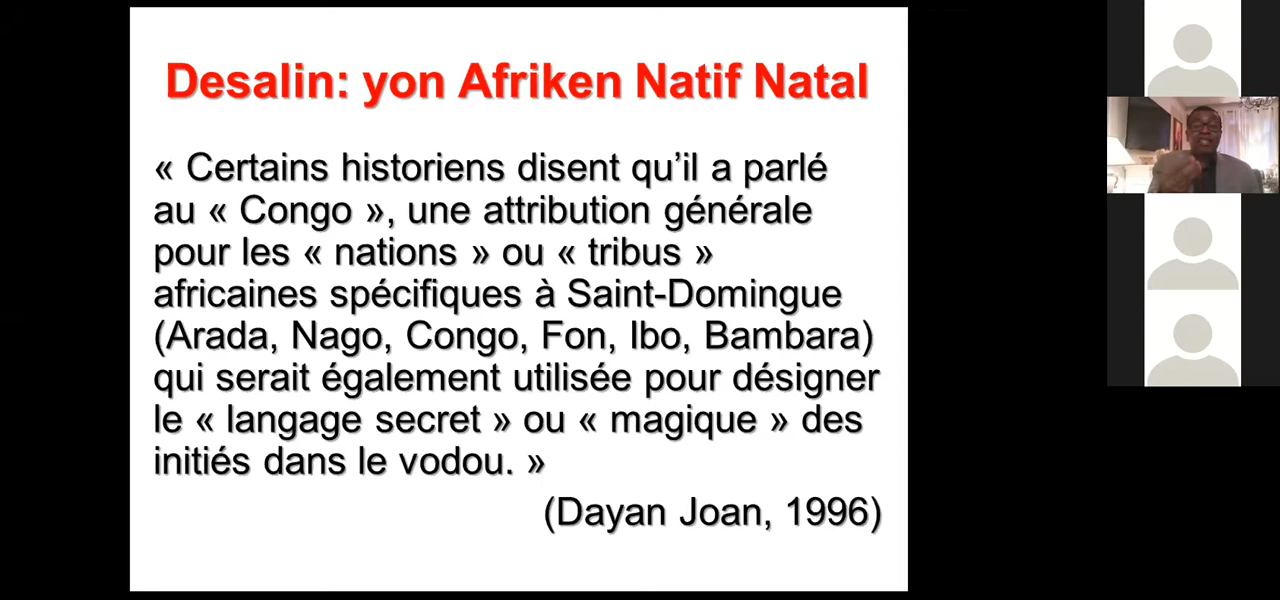 Desalin: yon Afriken Natif Natal
« Certains historiens disent qu’il a parlé
au « Congo », une attribution générale
pour les « nations » ou « tribus »
africaines spécifiques à Saint-Domingue
(Arada, Nago, Congo, Fon, Ibo, Bambara)
qui serait également utilisée pour désigner
le « langage secret » ou « magique » des
initiés dans le vodou. »
(Dayan Joan, 1996)